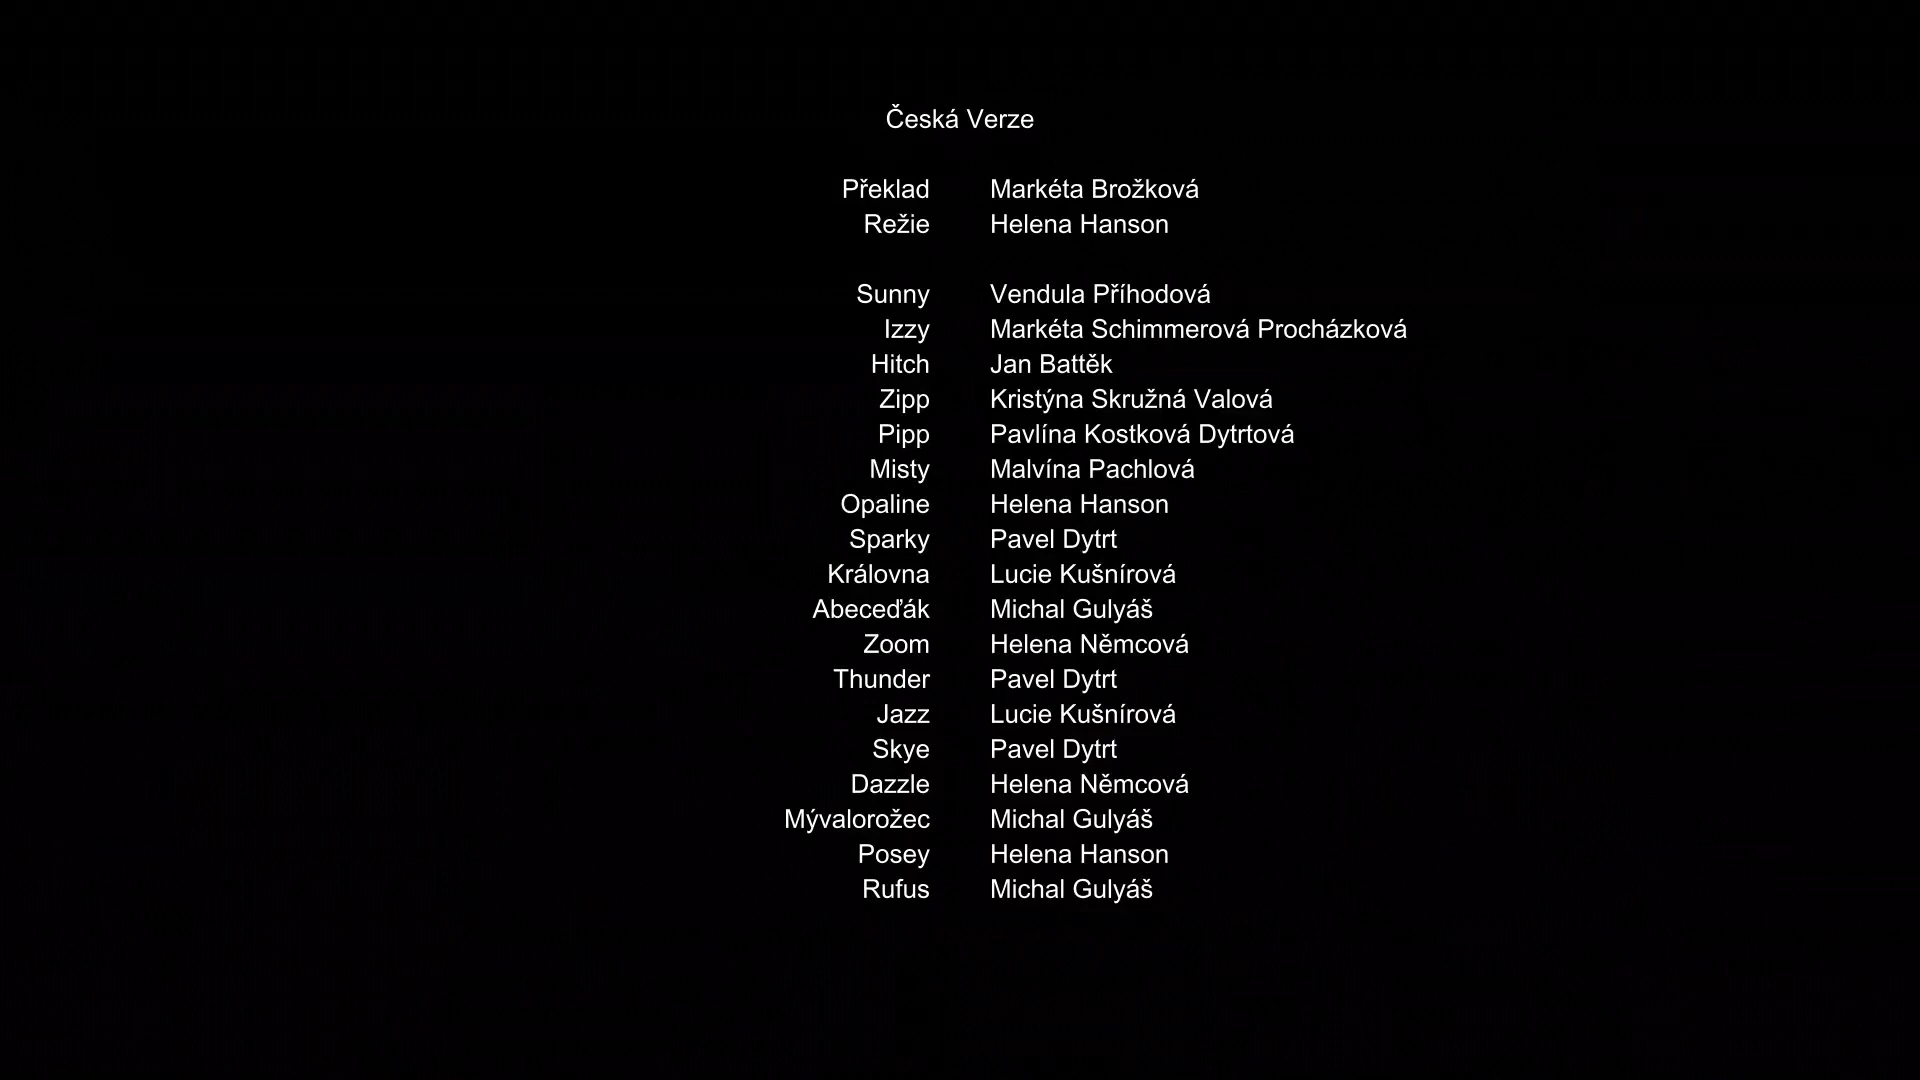 Česká Verze
Překlad Markéta Brožková
Režie Helena Hanson
Sunny Vendula Příhodová
Izzy Markéta Schimmerová Procházková
Hitch Jan Battěk
Zipp Kristýna Skružná Valová
Pipp Pavlína Kostková Dytrtová
Misty Malvína Pachlová
Opaline Helena Hanson
Sparky Pavel Dytrt
Královna Lucie Kušnírová
Abeceďák Michal Gulyáš
Zoom Helena Němcová
Thunder Pavel Dytrt
Jazz Lucie Kušnírová
Skye Pavel Dytrt
Dazzle Helena Němcová
Mývalorožec Michal Gulyáš
Posey Helena Hanson
Rufus Michal Gulyáš